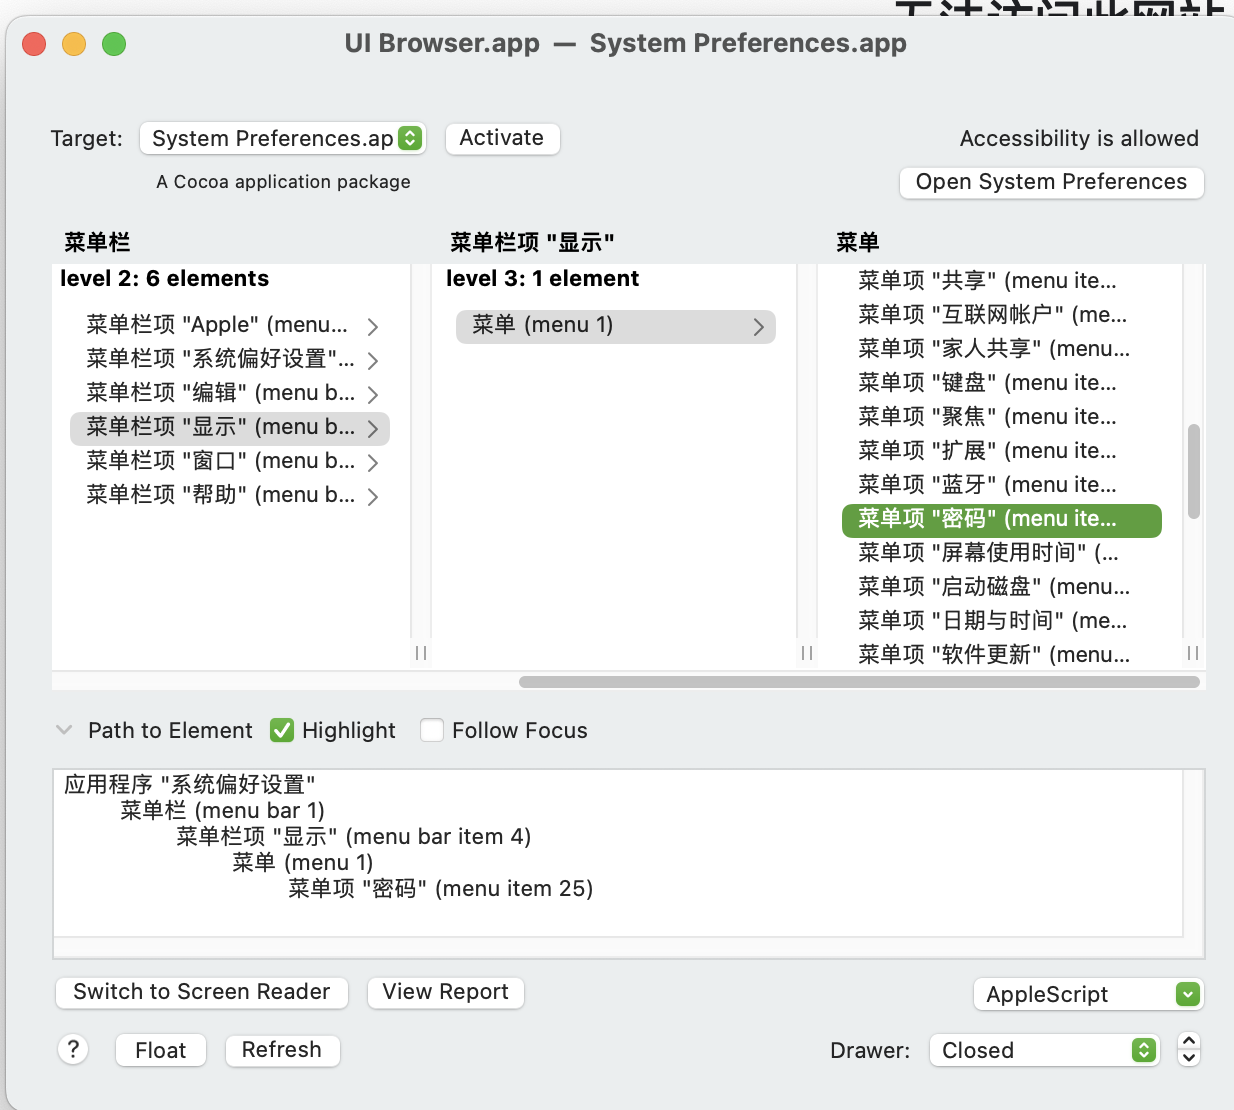 无法访问此网站
UI Browser.app — System Preferences.app
Target: System Preferences.ap Activate Accessibility is allowed
A Cocoa application package Open System Preferences
菜单栏 菜单栏项 "显示" 菜单
level 2: 6 elements level 3: 1 element 菜单项 "共享" (menu ite...
菜单栏项 "Apple" (menu... 菜单 (menu 1) 菜单项 "互联网帐户" (me...
菜单栏项 "系统偏好设置"... 菜单项 "家人共享" (menu...
菜单栏项 "编辑" (menu b... 菜单项 "键盘" (menu ite...
菜单栏项 "显示" (menu b... 菜单项 "聚焦" (menu ite...
菜单栏项 "窗口" (menu b... 菜单项 "扩展" (menu ite...
菜单栏项 "帮助" (menu b... 菜单项 "蓝牙" (menu ite...
菜单项 "密码" (menu ite...
菜单项 "屏幕使用时间" (...
菜单项 "启动磁盘" (menu...
菜单项 "日期与时间" (me...
菜单项 "软件更新" (menu...
Path to Element Highlight Follow Focus
应用程序 "系统偏好设置"
菜单栏 (menu bar 1)
菜单栏项 "显示" (menu bar item 4)
菜单 (menu 1)
菜单项 "密码" (menu item 25)
Switch to Screen Reader View Report AppleScript
? Float Refresh Drawer: Closed